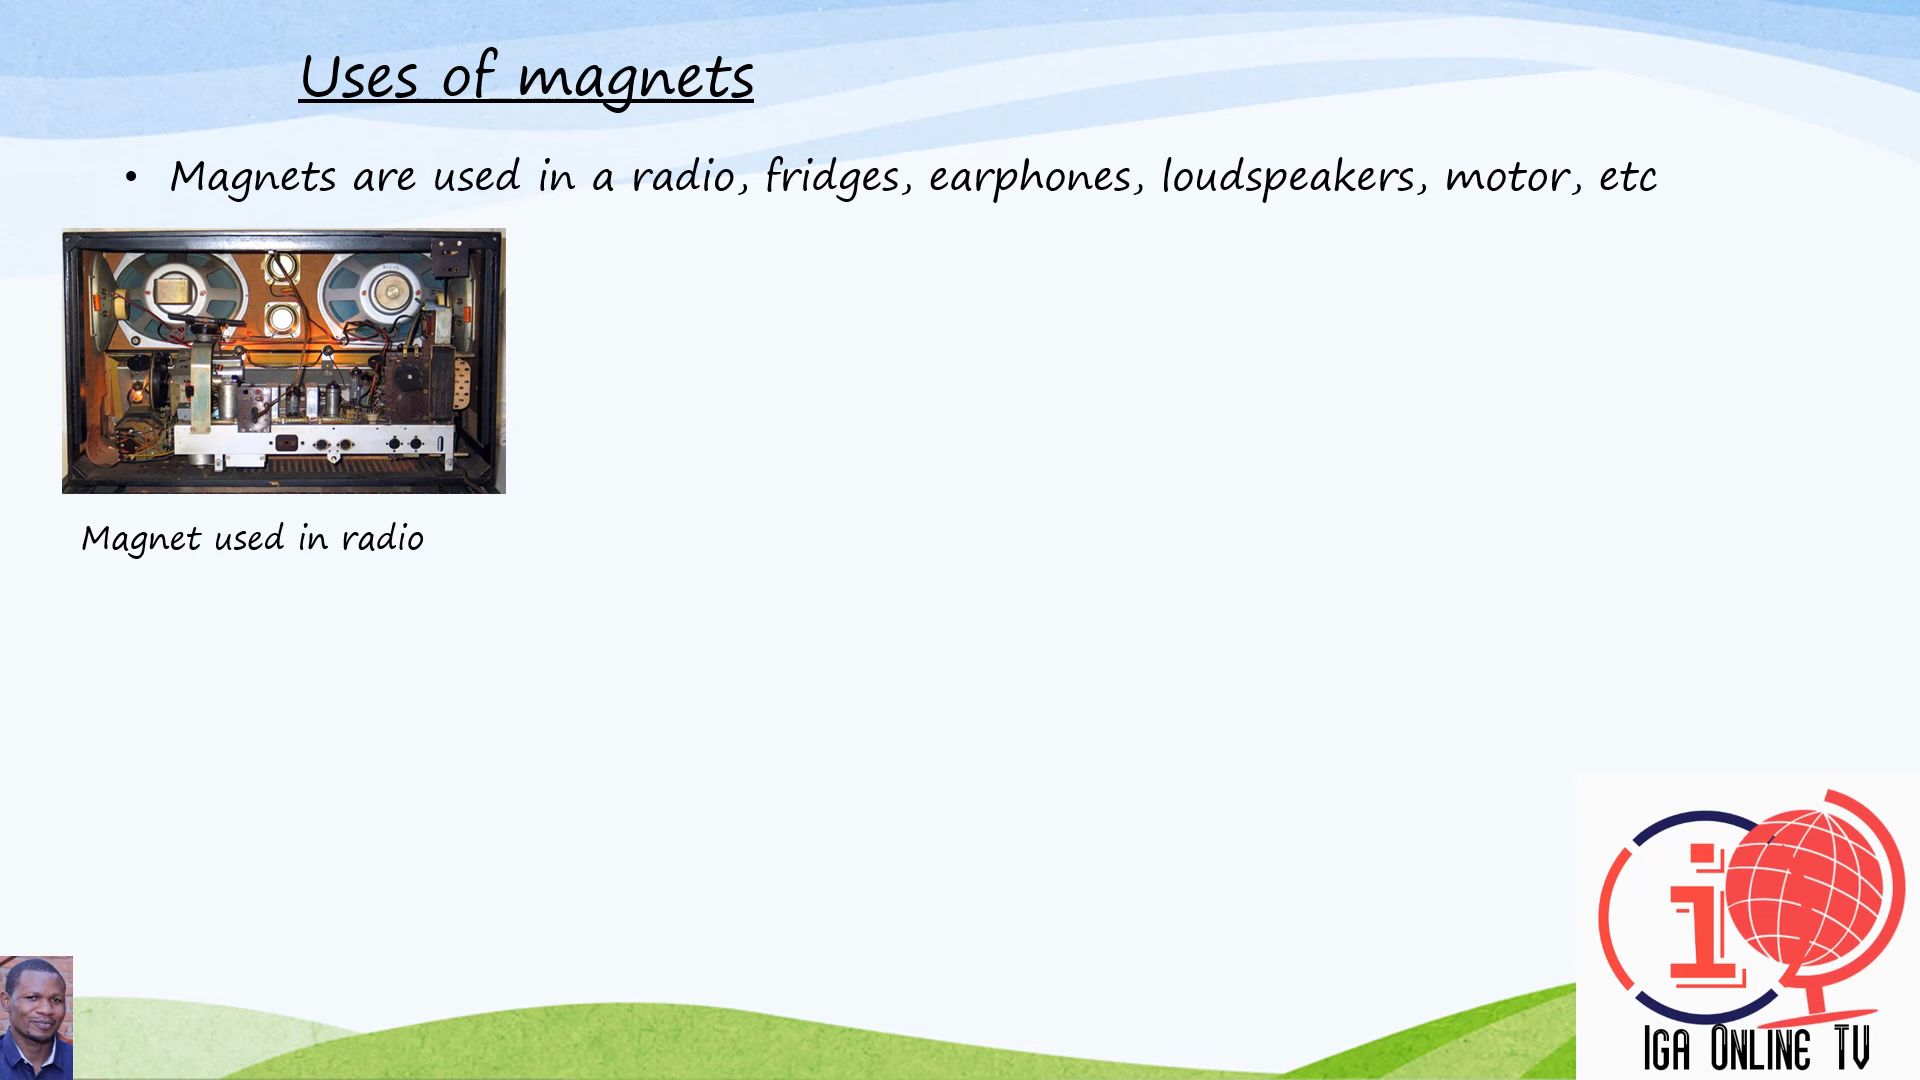 Uses of magnets
• Magnets are used in a radio, fridges, earphones, loudspeakers, motor, etc
Magnet used in radio
i
IGA ONLINE TV